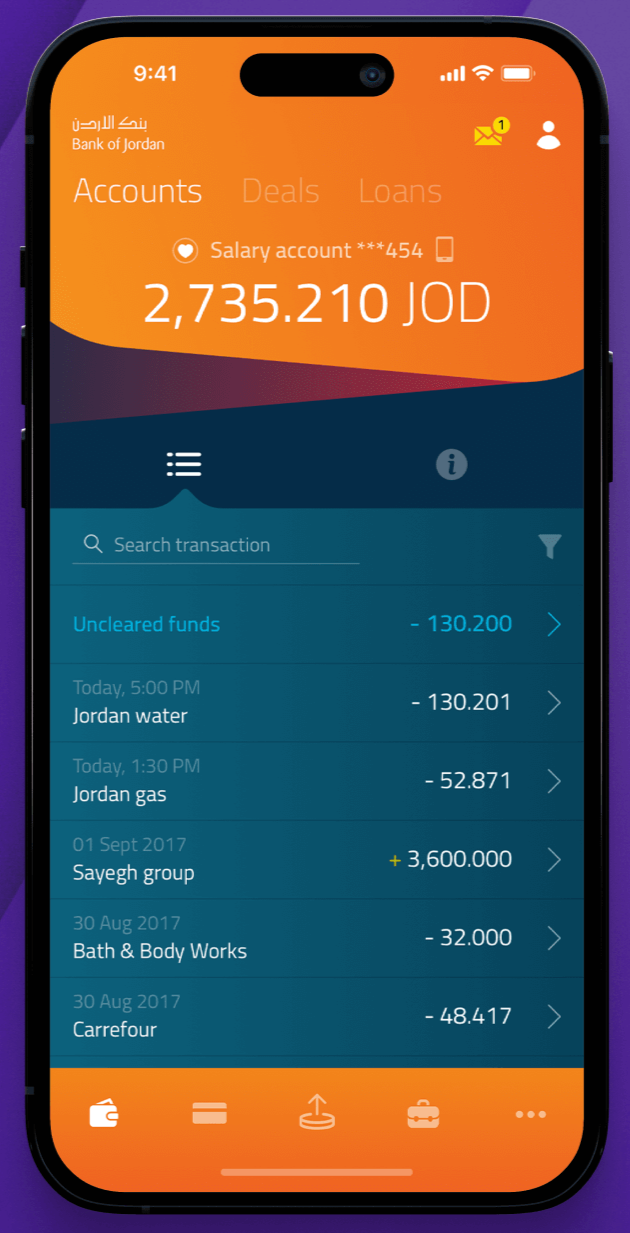 9:41
بنك الاردن
Bank of Jordan
1
Accounts Deals Loans
Salary account ***454
2,735.210 JOD
i
Search transaction
Uncleared funds - 130.200
Today, 5:00 PM
Jordan water - 130.201
Today, 1:30 PM
Jordan gas - 52.871
01 Sept 2017
Sayegh group + 3,600.000
30 Aug 2017
Bath & Body Works - 32.000
30 Aug 2017
Carrefour - 48.417